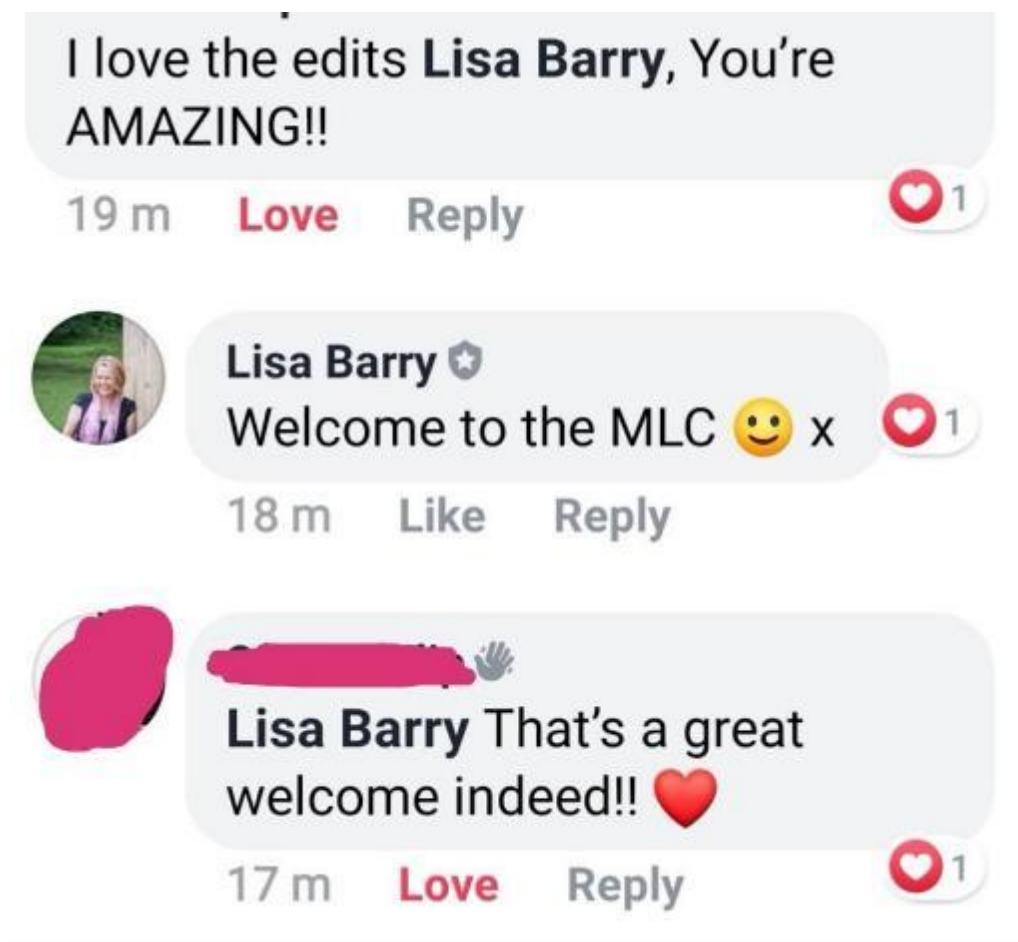 I love the edits Lisa Barry, You're
AMAZING!!
19 m Love Reply 1
Lisa Barry
Welcome to the MLC 🙂 x 1
18 m Like Reply
Lisa Barry That's a great
welcome indeed!! ❤️
17 m Love Reply 1